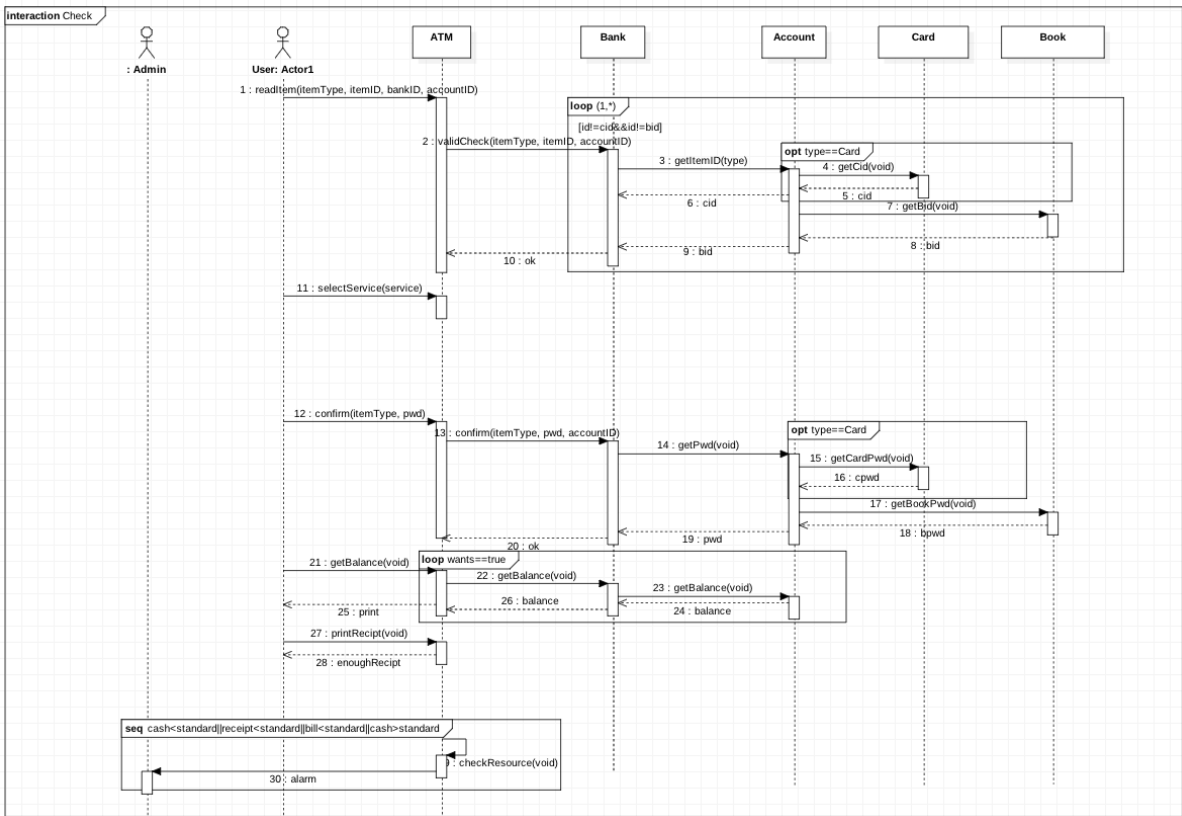 interaction Check
: Admin
User: Actor1
ATM
Bank
Account
Card
Book
1 : readItem(itemType, itemID, bankID, accountID)
loop (1,*)
[id!=cid&&id!=bid]
2 : validCheck(itemType, itemID, accountID)
opt type==Card
3 : getItemID(type)
4 : getCid(void)
5 : cid
6 : cid
7 : getBid(void)
8 : bid
9 : bid
10 : ok
11 : selectService(service)
12 : confirm(itemType, pwd)
13 : confirm(itemType, pwd, accountID)
opt type==Card
14 : getPwd(void)
15 : getCardPwd(void)
16 : cpwd
17 : getBookPwd(void)
18 : bpwd
19 : pwd
20 : ok
loop wants==true
21 : getBalance(void)
22 : getBalance(void)
23 : getBalance(void)
24 : balance
26 : balance
25 : print
27 : printRecipt(void)
28 : enoughRecipt
seq cash<standard||receipt<standard||bill<standard||cash>standard
: checkResource(void)
30 : alarm